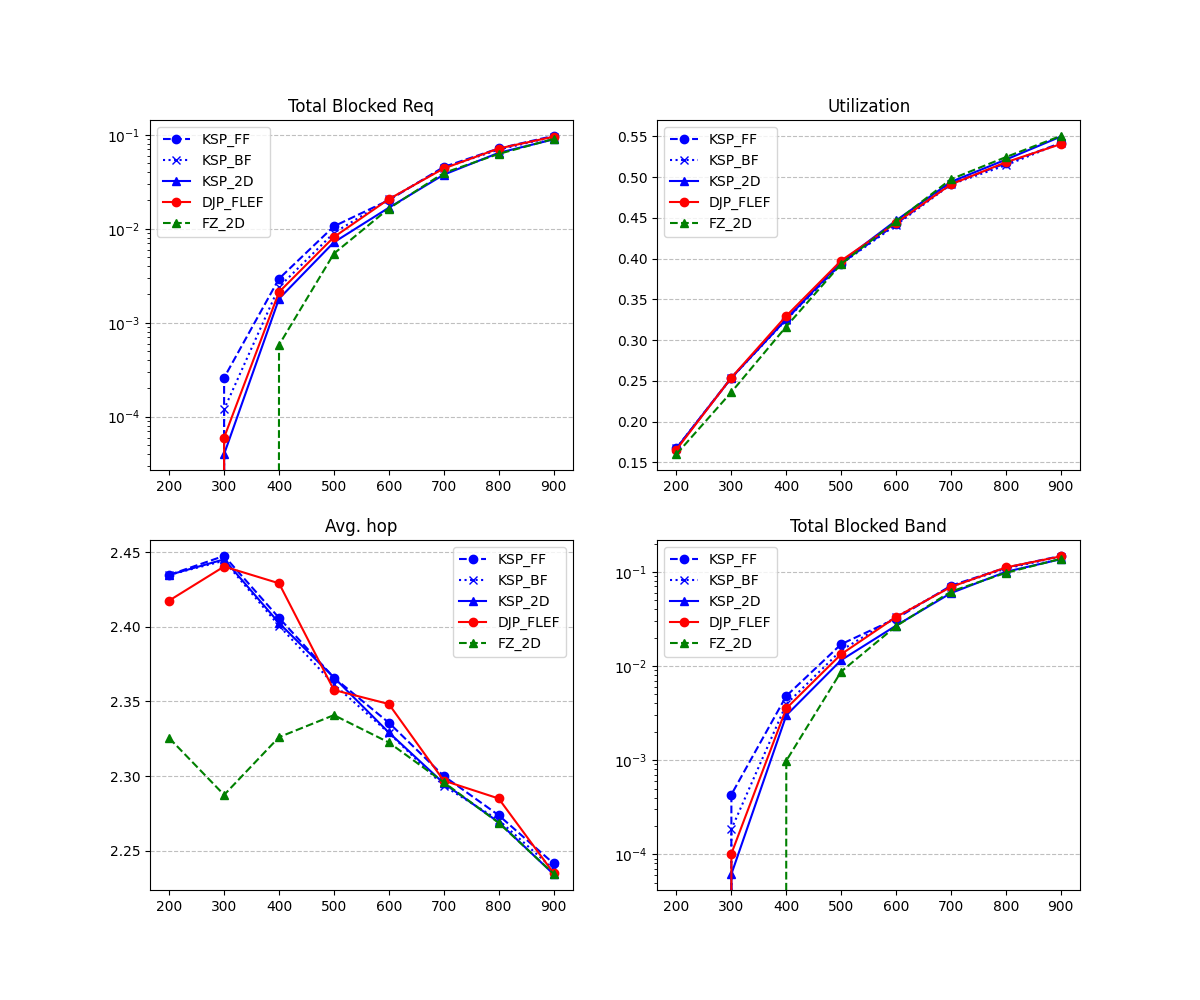 Total Blocked Req
10⁻¹
10⁻²
10⁻³
10⁻⁴
KSP_FF
KSP_BF
KSP_2D
DJP_FLEF
FZ_2D
200 300 400 500 600 700 800 900
Utilization
0.55
0.50
0.45
0.40
0.35
0.30
0.25
0.20
0.15
KSP_FF
KSP_BF
KSP_2D
DJP_FLEF
FZ_2D
200 300 400 500 600 700 800 900
Avg. hop
2.45
2.40
2.35
2.30
2.25
KSP_FF
KSP_BF
KSP_2D
DJP_FLEF
FZ_2D
200 300 400 500 600 700 800 900
Total Blocked Band
10⁻¹
10⁻²
10⁻³
10⁻⁴
KSP_FF
KSP_BF
KSP_2D
DJP_FLEF
FZ_2D
200 300 400 500 600 700 800 900